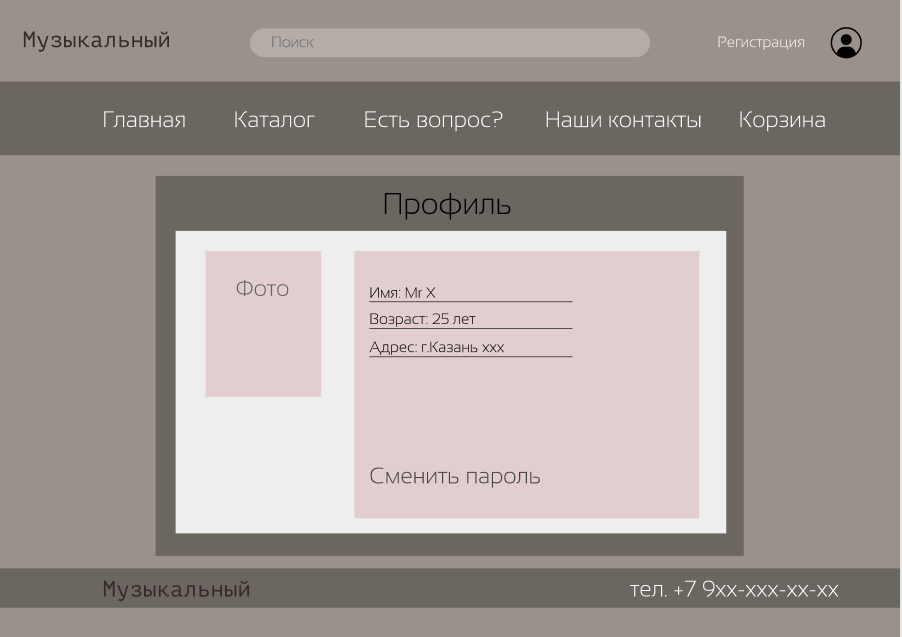 Музыкальный
Поиск
Регистрация
Главная
Каталог
Есть вопрос?
Наши контакты
Корзина
Профиль
Фото
Имя: Mr X
Возраст: 25 лет
Адрес: г.Казань xxx
Сменить пароль
Музыкальный
тел. +7 9xx-xxx-xx-xx